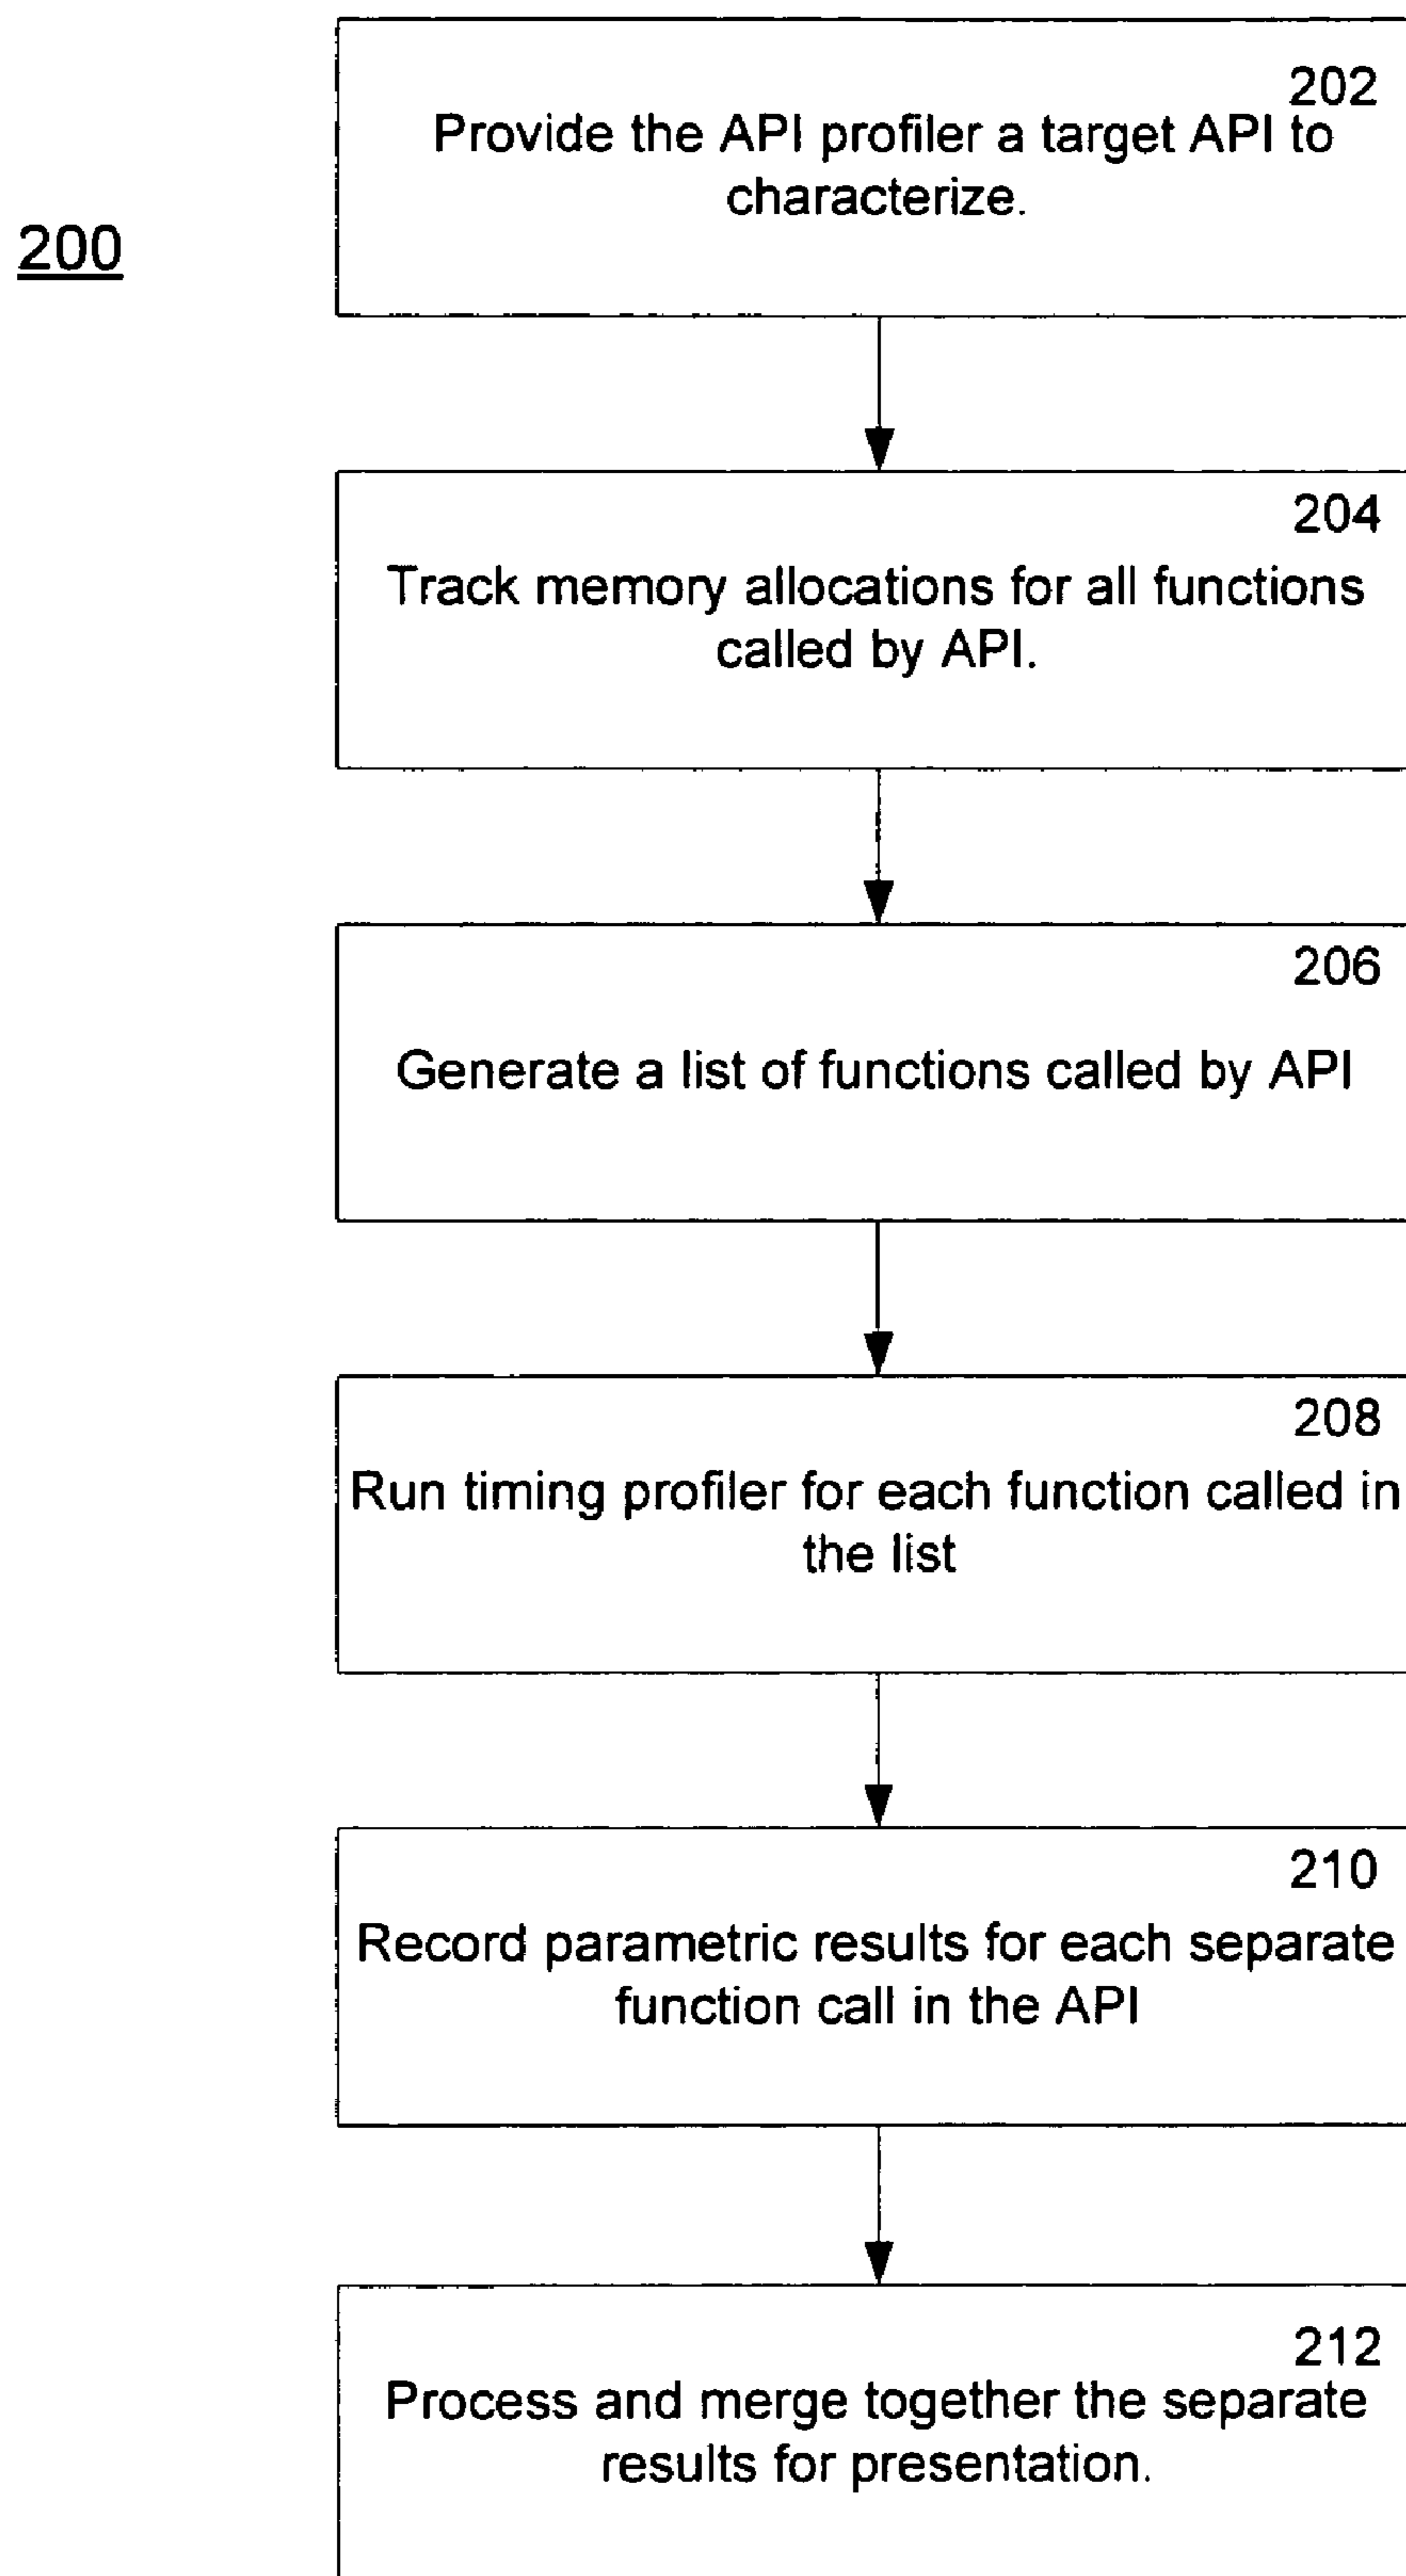 200
202
Provide the API profiler a target API to
characterize.
204
Track memory allocations for all functions
called by API.
206
Generate a list of functions called by API
208
Run timing profiler for each function called in
the list
210
Record parametric results for each separate
function call in the API
212
Process and merge together the separate
results for presentation.